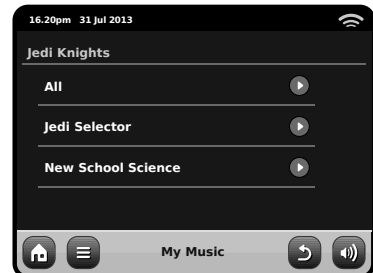 16.20pm 31 Jul 2013
Jedi Knights
All
Jedi Selector
New School Science
My Music